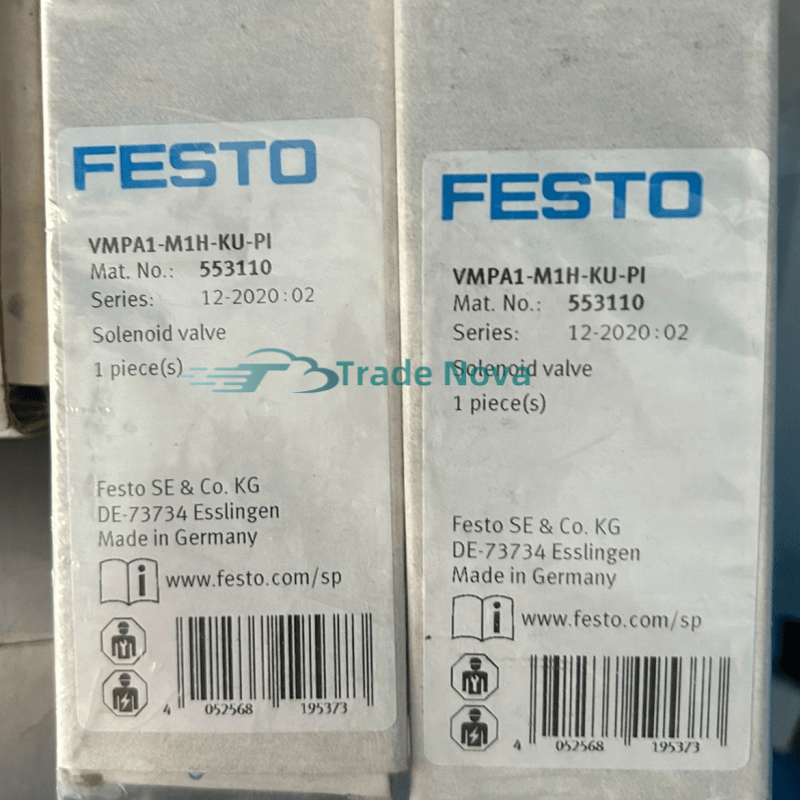 FESTO
VMPA1-M1H-KU-PI
Mat. No.: 553110
Series: 12-2020:02
Solenoid valve
1 piece(s)
Festo SE & Co. KG
DE-73734 Esslingen
Made in Germany
www.festo.com/sp
4 052568 195373
Trade Nova
FESTO
VMPA1-M1H-KU-PI
Mat. No.: 553110
Series: 12-2020:02
Solenoid valve
1 piece(s)
Festo SE & Co. KG
DE-73734 Esslingen
Made in Germany
www.festo.com/sp
4 052568 195373